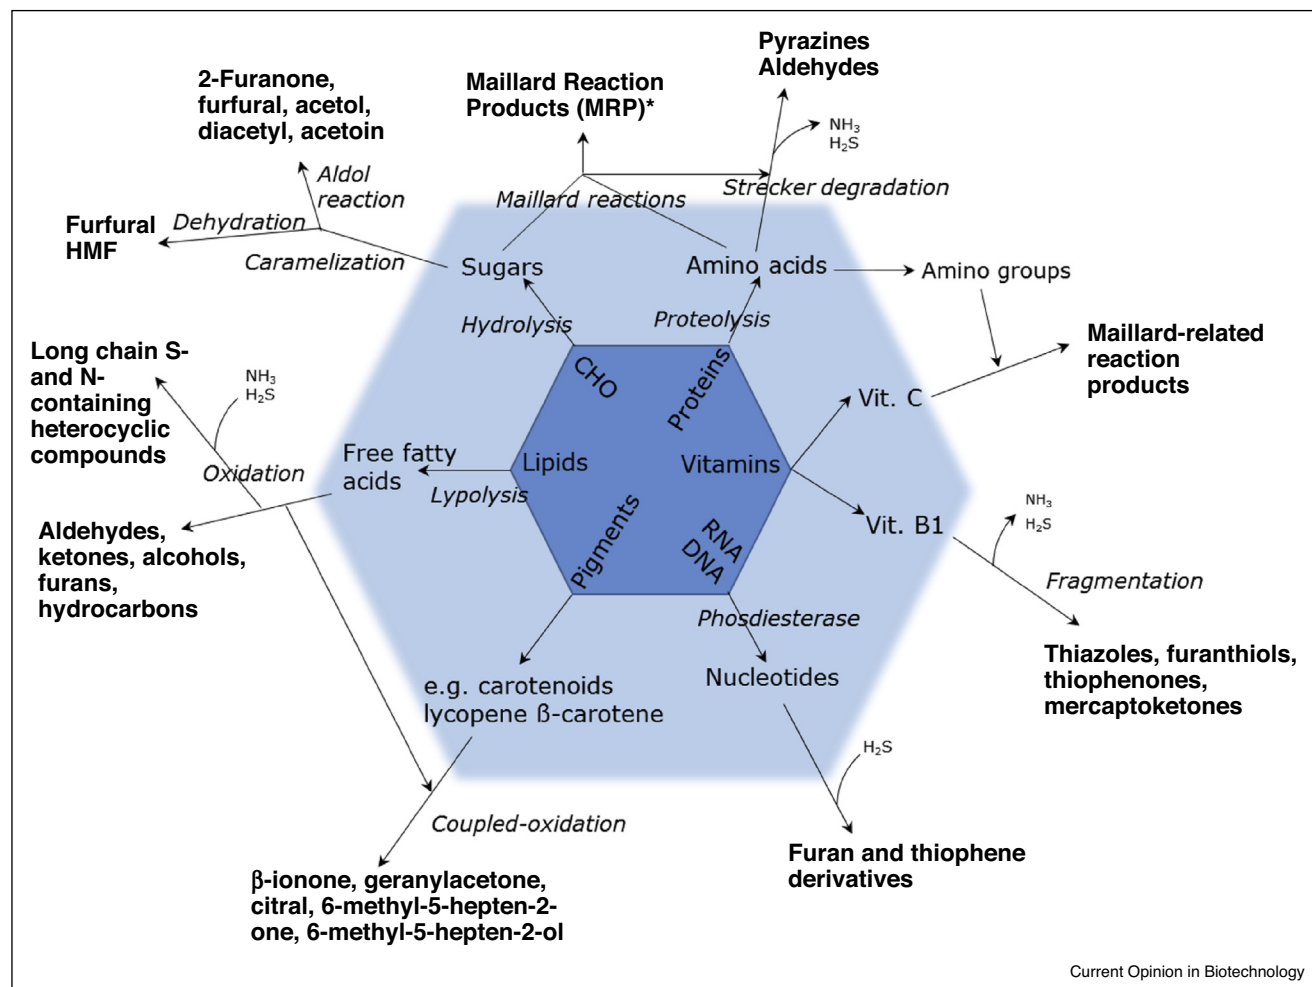 Pyrazines
Aldehydes
2-Furanone,
furfural, acetol,
diacetyl, acetoin
Maillard Reaction
Products (MRP)*
NH3
H2S
Aldol
reaction
Maillard reactions
Strecker degradation
Furfural
HMF
Dehydration
Caramelization
Sugars
Amino acids
Amino groups
Hydrolysis
Proteolysis
Maillard-related
reaction
products
Long chain S-
and N-
containing
heterocyclic
compounds
NH3
H2S
CHO
Proteins
Vit. C
Oxidation
Free fatty
acids
Lypolysis
Lipids
Vitamins
Pigments
RNA
DNA
Vit. B1
NH3
H2S
Fragmentation
Aldehydes,
ketones, alcohols,
furans,
hydrocarbons
Phosdiesterase
Thiazoles, furanthiols,
thiophenones,
mercaptoketones
e.g. carotenoids
lycopene ß-carotene
Nucleotides
H2S
Coupled-oxidation
Furan and thiophene
derivatives
β-ionone, geranylacetone,
citral, 6-methyl-5-hepten-2-
one, 6-methyl-5-hepten-2-ol
Current Opinion in Biotechnology